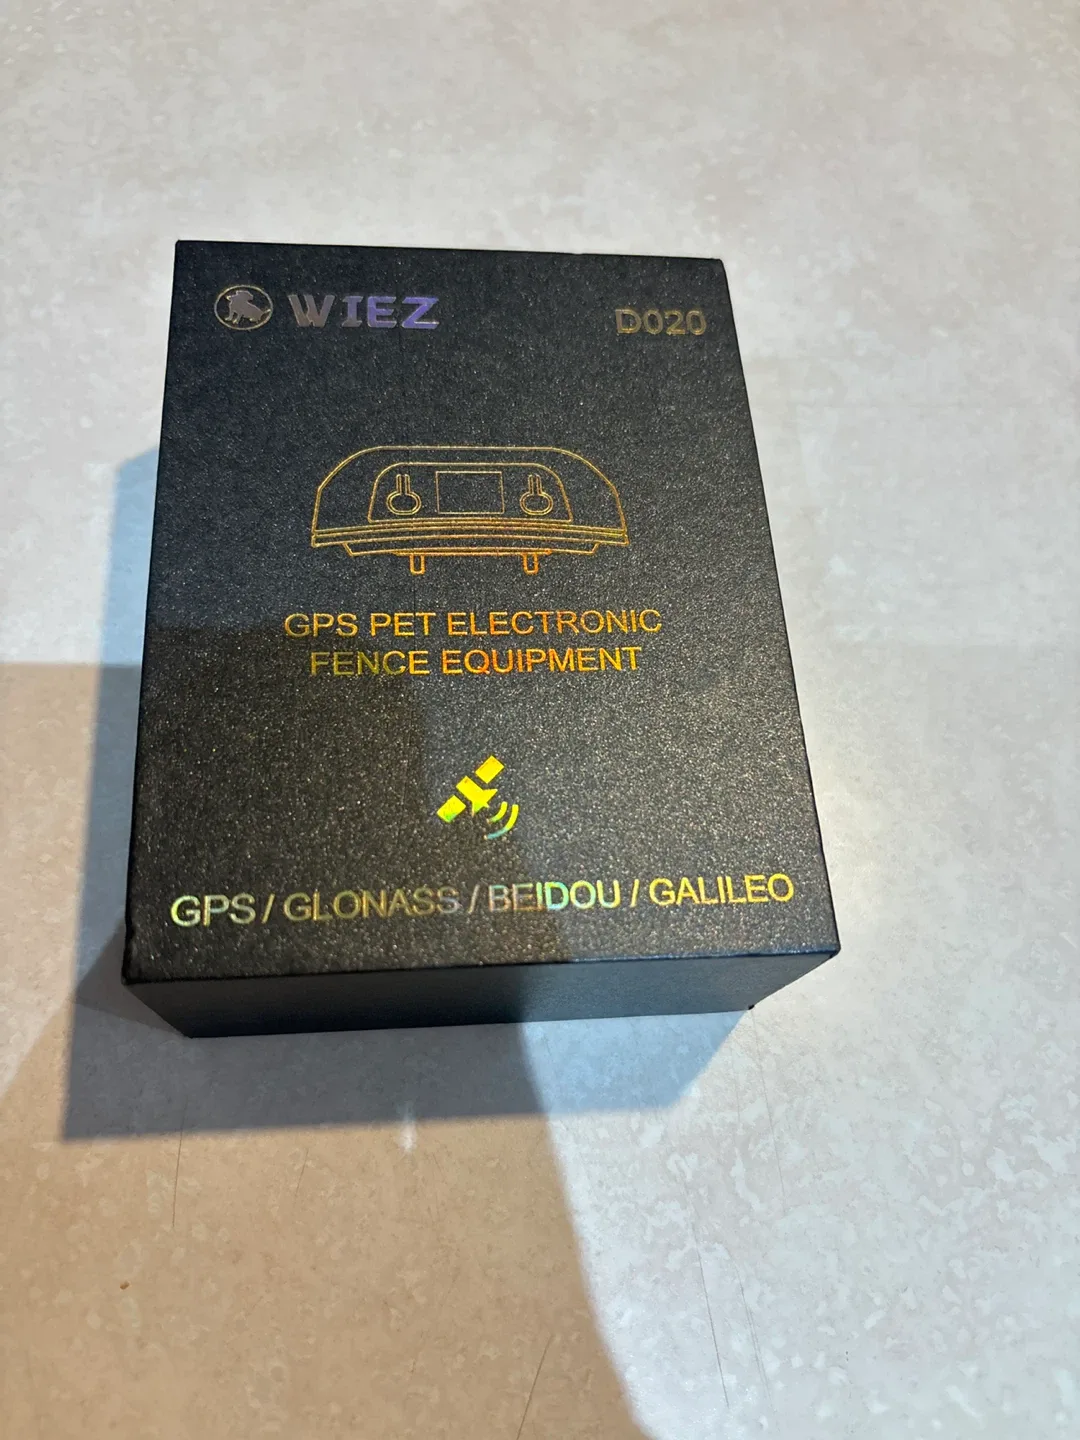 WIEZ
D020
GPS PET ELECTRONIC
FENCE EQUIPMENT
GPS / GLONASS / BEIDOU / GALILEO